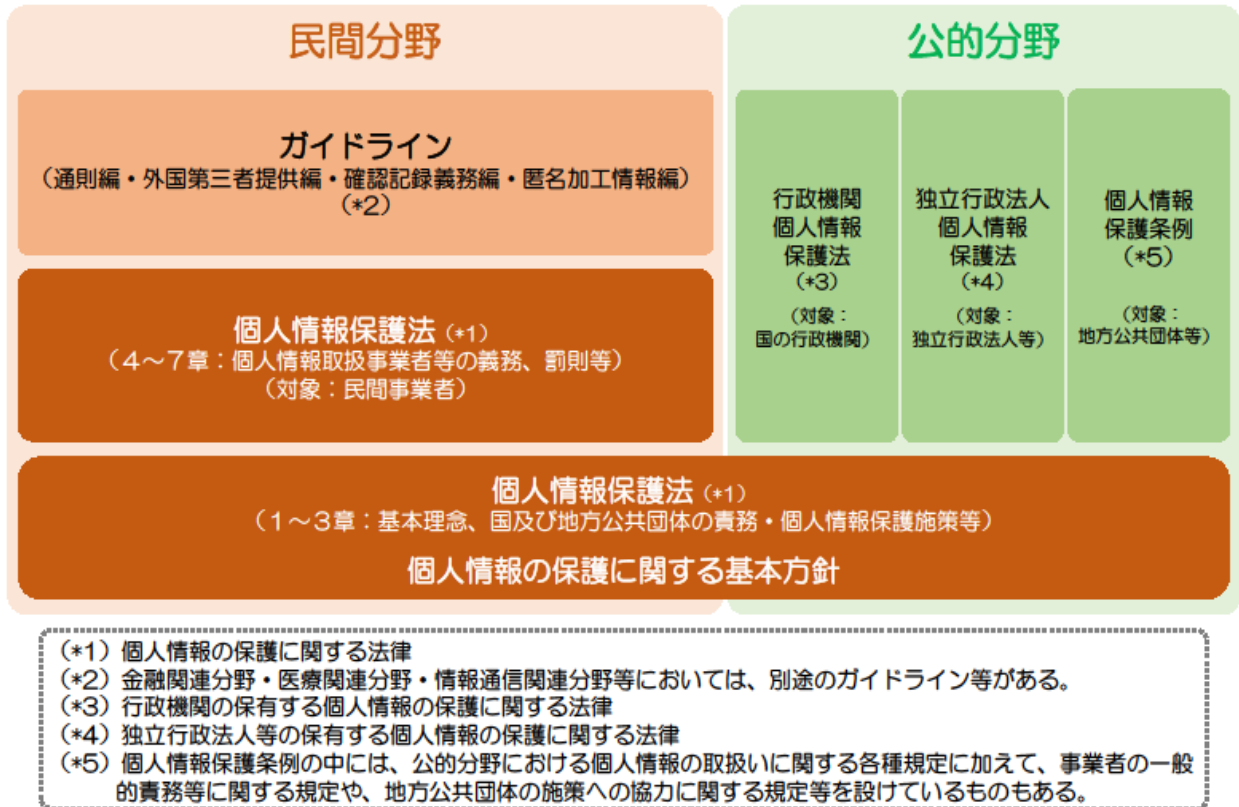 民間分野
ガイドライン
（通則編・外国第三者提供編・確認記録義務編・匿名加工情報編）
（*2）
個人情報保護法（*1）
（４～７章：個人情報取扱事業者等の義務、罰則等）
（対象：民間事業者）
公的分野
行政機関
個人情報
保護法
（*3）
（対象：
国の行政機関）
独立行政法人
個人情報
保護法
（*4）
（対象：
独立行政法人等）
個人情報
保護条例
（*5）
（対象：
地方公共団体等）
個人情報保護法（*1）
（１～３章：基本理念、国及び地方公共団体の責務・個人情報保護施策等）
個人情報の保護に関する基本方針
（*1）個人情報の保護に関する法律
（*2）金融関連分野・医療関連分野・情報通信関連分野等においては、別途のガイドライン等がある。
（*3）行政機関の保有する個人情報の保護に関する法律
（*4）独立行政法人等の保有する個人情報の保護に関する法律
（*5）個人情報保護条例の中には、公的分野における個人情報の取扱いに関する各種規定に加えて、事業者の一般
的責務等に関する規定や、地方公共団体の施策への協力に関する規定等を設けているものもある。